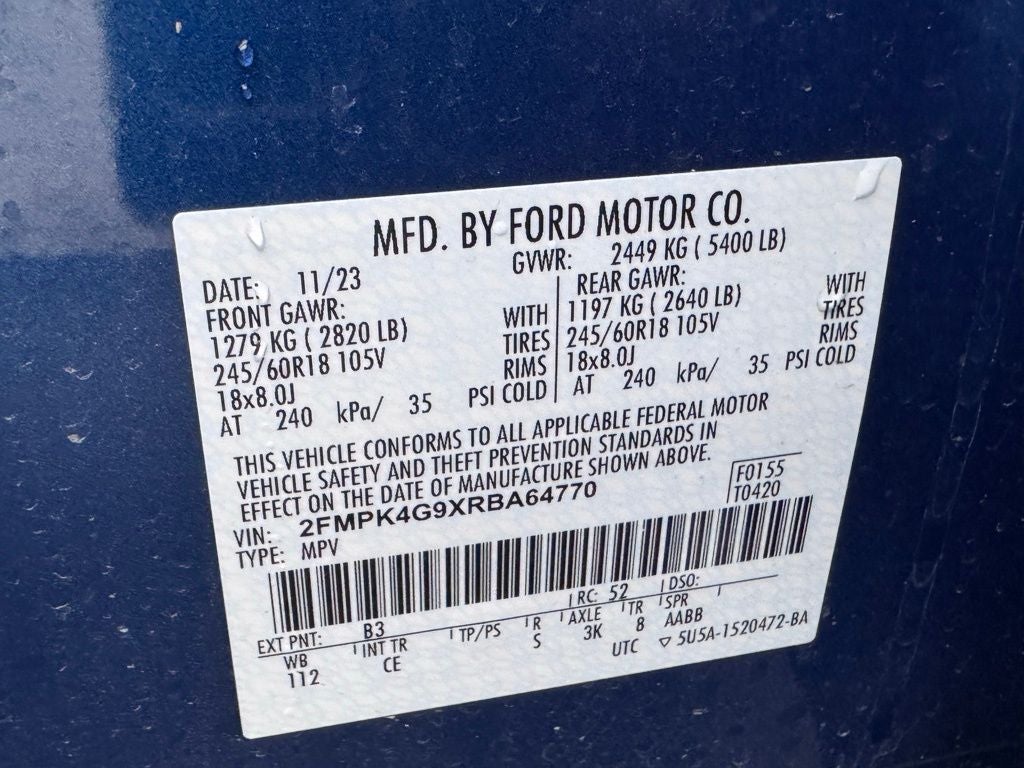 MFD. BY FORD MOTOR CO.
DATE: 11/23 GVWR: 2449 KG ( 5400 LB)
FRONT GAWR: REAR GAWR:
1279 KG ( 2820 LB) WITH 1197 KG ( 2640 LB) WITH
245/60R18 105V TIRES 245/60R18 105V TIRES
18x8.0J RIMS 18x8.0J RIMS
AT 240 kPa/ 35 PSI COLD AT 240 kPa/ 35 PSI COLD
THIS VEHICLE CONFORMS TO ALL APPLICABLE FEDERAL MOTOR
VEHICLE SAFETY AND THEFT PREVENTION STANDARDS IN
EFFECT ON THE DATE OF MANUFACTURE SHOWN ABOVE.
VIN: 2FMPK4G9XRBA64770 F0155
TYPE: MPV T0420
EXT PNT: B3 RC: 52 DSO:
WB INT TR TP/PS R AXLE TR SPR
112 CE S 3K 8 AABB
UTC ▽ 5U5A-1520472-BA